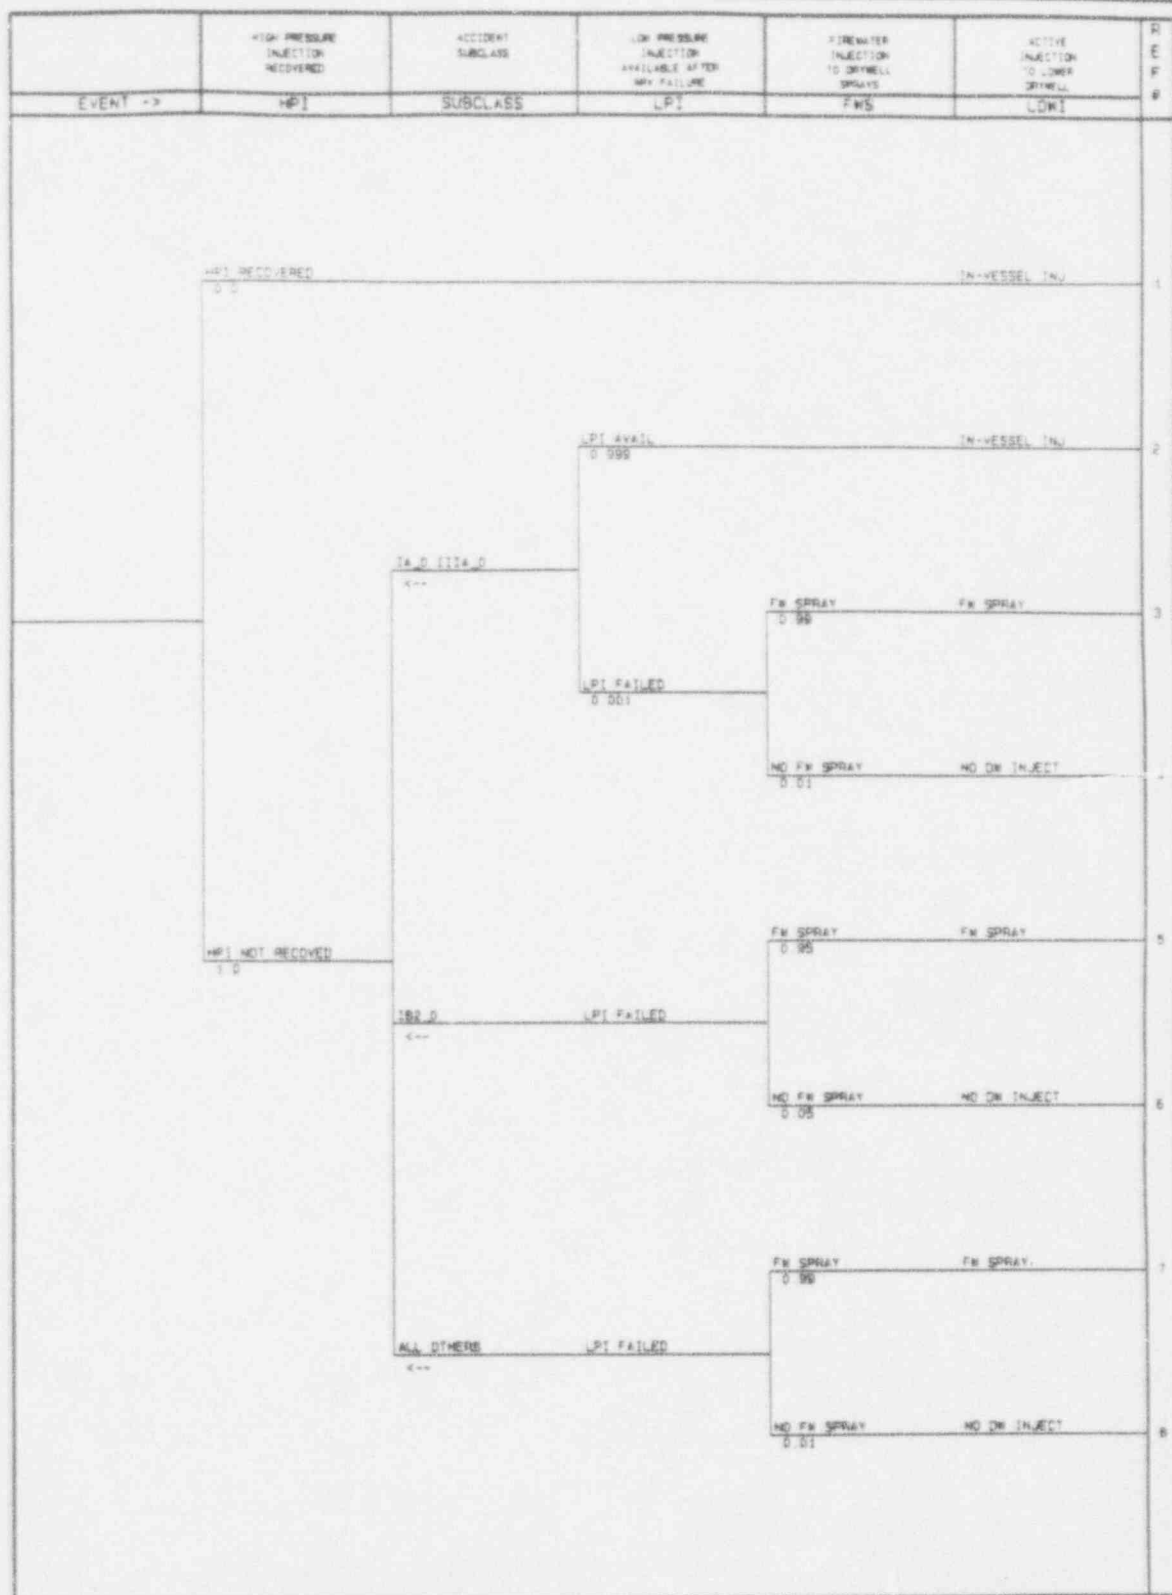 HIGH PRESSURE
INJECTION
RECOVERED
ACCIDENT
SUBCLASS
LOW PRESSURE
INJECTION
AVAILABLE AFTER
FAILURE
FIREWATER
INJECTION
TO DRYWELL
SPRAYS
ACTIVE
INJECTION
TO LOWER
DRYWELL
R
E
F
#
EVENT ->
HPI
SUBCLASS
LPI
FWS
LDWI
HPI RECOVERED
0.0
IN-VESSEL INJ
1
LPI AVAIL
0.999
IN-VESSEL INJ
2
IA_D IIIA_D
<--
FW SPRAY
0.99
FW SPRAY
3
LPI FAILED
0.001
NO FW SPRAY
0.01
NO DW INJECT
FW SPRAY
0.95
FW SPRAY
5
HPI NOT RECOVED
1.0
IB2_D
<--
LPI FAILED
NO FW SPRAY
0.05
NO DW INJECT
6
FW SPRAY
0.99
FW SPRAY
7
ALL OTHERS
<--
LPI FAILED
NO FW SPRAY
0.01
NO DW INJECT
8